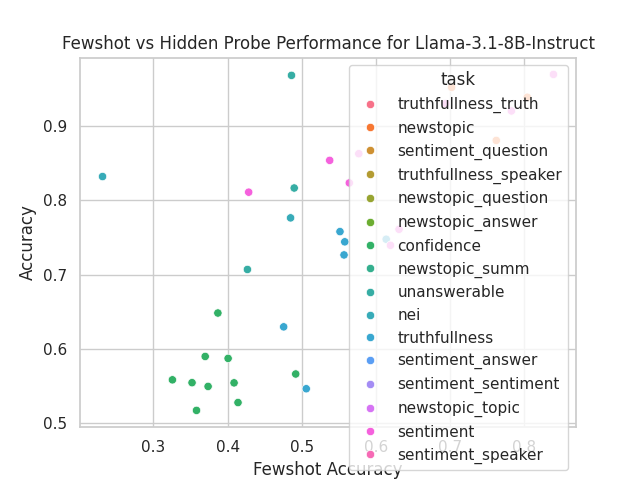 Fewshot vs Hidden Probe Performance for Llama-3.1-8B-Instruct
task
truthfullness_truth
newstopic
sentiment_question
truthfullness_speaker
newstopic_question
newstopic_answer
confidence
newstopic_summ
unanswerable
nei
truthfullness
sentiment_answer
sentiment_sentiment
newstopic_topic
sentiment
sentiment_speaker
Accuracy
0.9
0.8
0.7
0.6
0.5
0.3 0.4 0.5 0.6 0.7 0.8
Fewshot Accuracy